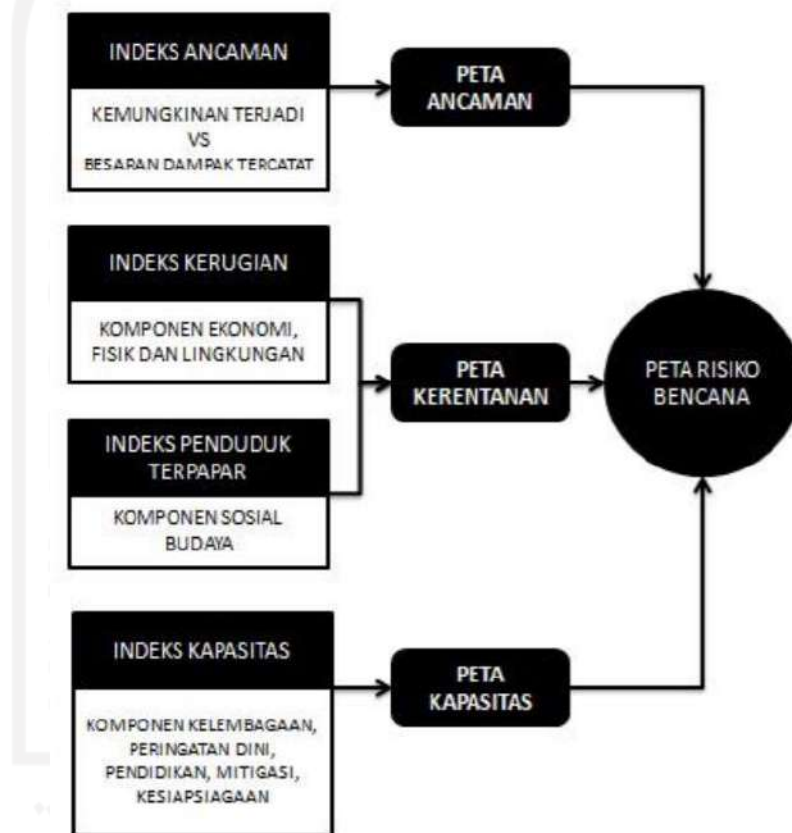 INDEKS ANCAMAN
KEMUNGKINAN TERJADI
VS
BESARAN DAMPAK TERCATAT
PETA
ANCAMAN
INDEKS KERUGIAN
KOMPONEN EKONOMI,
FISIK DAN LINGKUNGAN
INDEKS PENDUDUK
TERPAPAR
KOMPONEN SOSIAL
BUDAYA
PETA
KERENTANAN
PETA RISIKO
BENCANA
INDEKS KAPASITAS
KOMPONEN KELEMBAGAAN,
PERINGATAN DINI,
PENDIDIKAN, MITIGASI,
KESIAPSIAGAAN
PETA
KAPASITAS